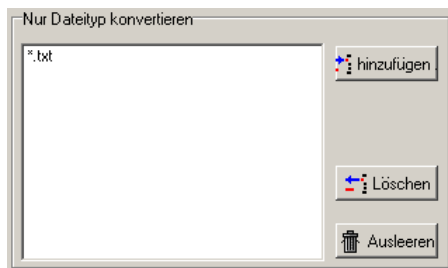 Nur Dateityp konvertieren
*.txt
hinzufügen
Löschen
Ausleeren